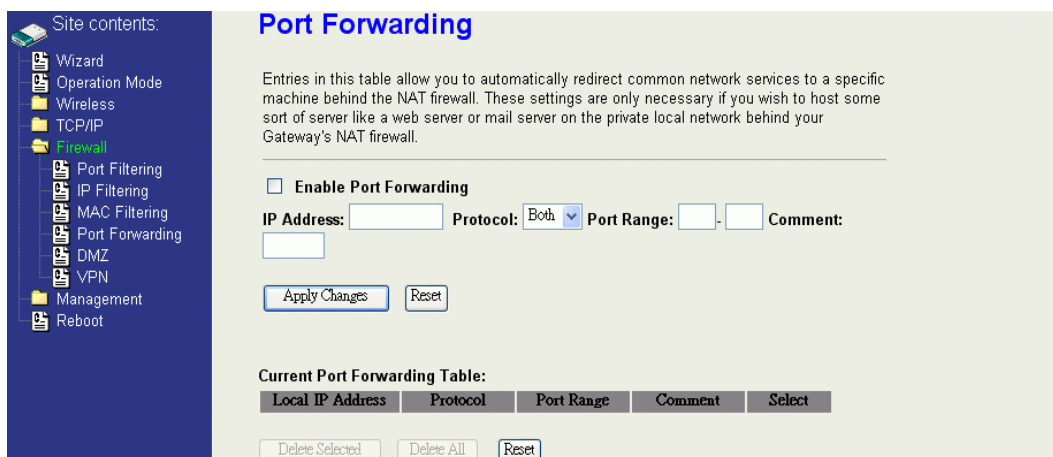 Site contents:
Wizard
Operation Mode
Wireless
TCP/IP
Firewall
Port Filtering
IP Filtering
MAC Filtering
Port Forwarding
DMZ
VPN
Management
Reboot
Port Forwarding
Entries in this table allow you to automatically redirect common network services to a specific
machine behind the NAT firewall. These settings are only necessary if you wish to host some
sort of server like a web server or mail server on the private local network behind your
Gateway's NAT firewall.
Enable Port Forwarding
IP Address: Protocol: Both Port Range: - Comment:
Apply Changes Reset
Current Port Forwarding Table:
Local IP Address Protocol Port Range Comment Select
Delete Selected Delete All Reset